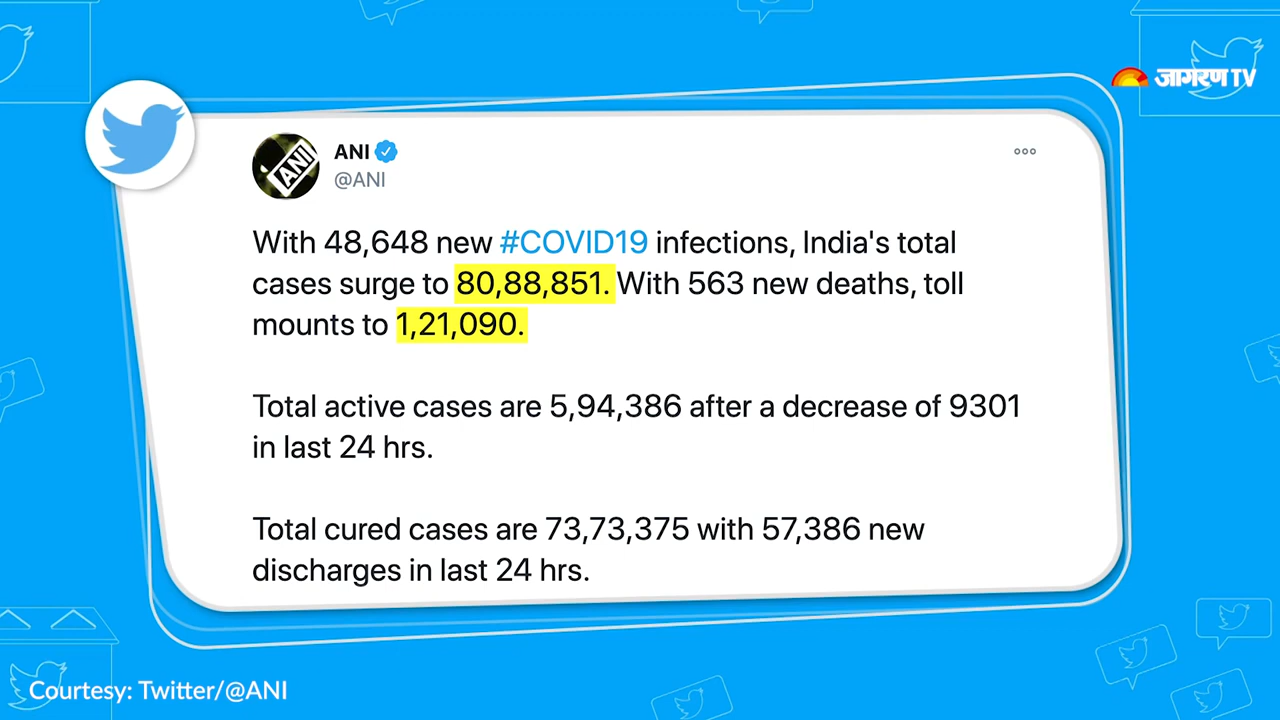 जागरण TV
ANI
@ANI
With 48,648 new #COVID19 infections, India's total
cases surge to 80,88,851. With 563 new deaths, toll
mounts to 1,21,090.
Total active cases are 5,94,386 after a decrease of 9301
in last 24 hrs.
Total cured cases are 73,73,375 with 57,386 new
discharges in last 24 hrs.
Courtesy: Twitter/@ANI